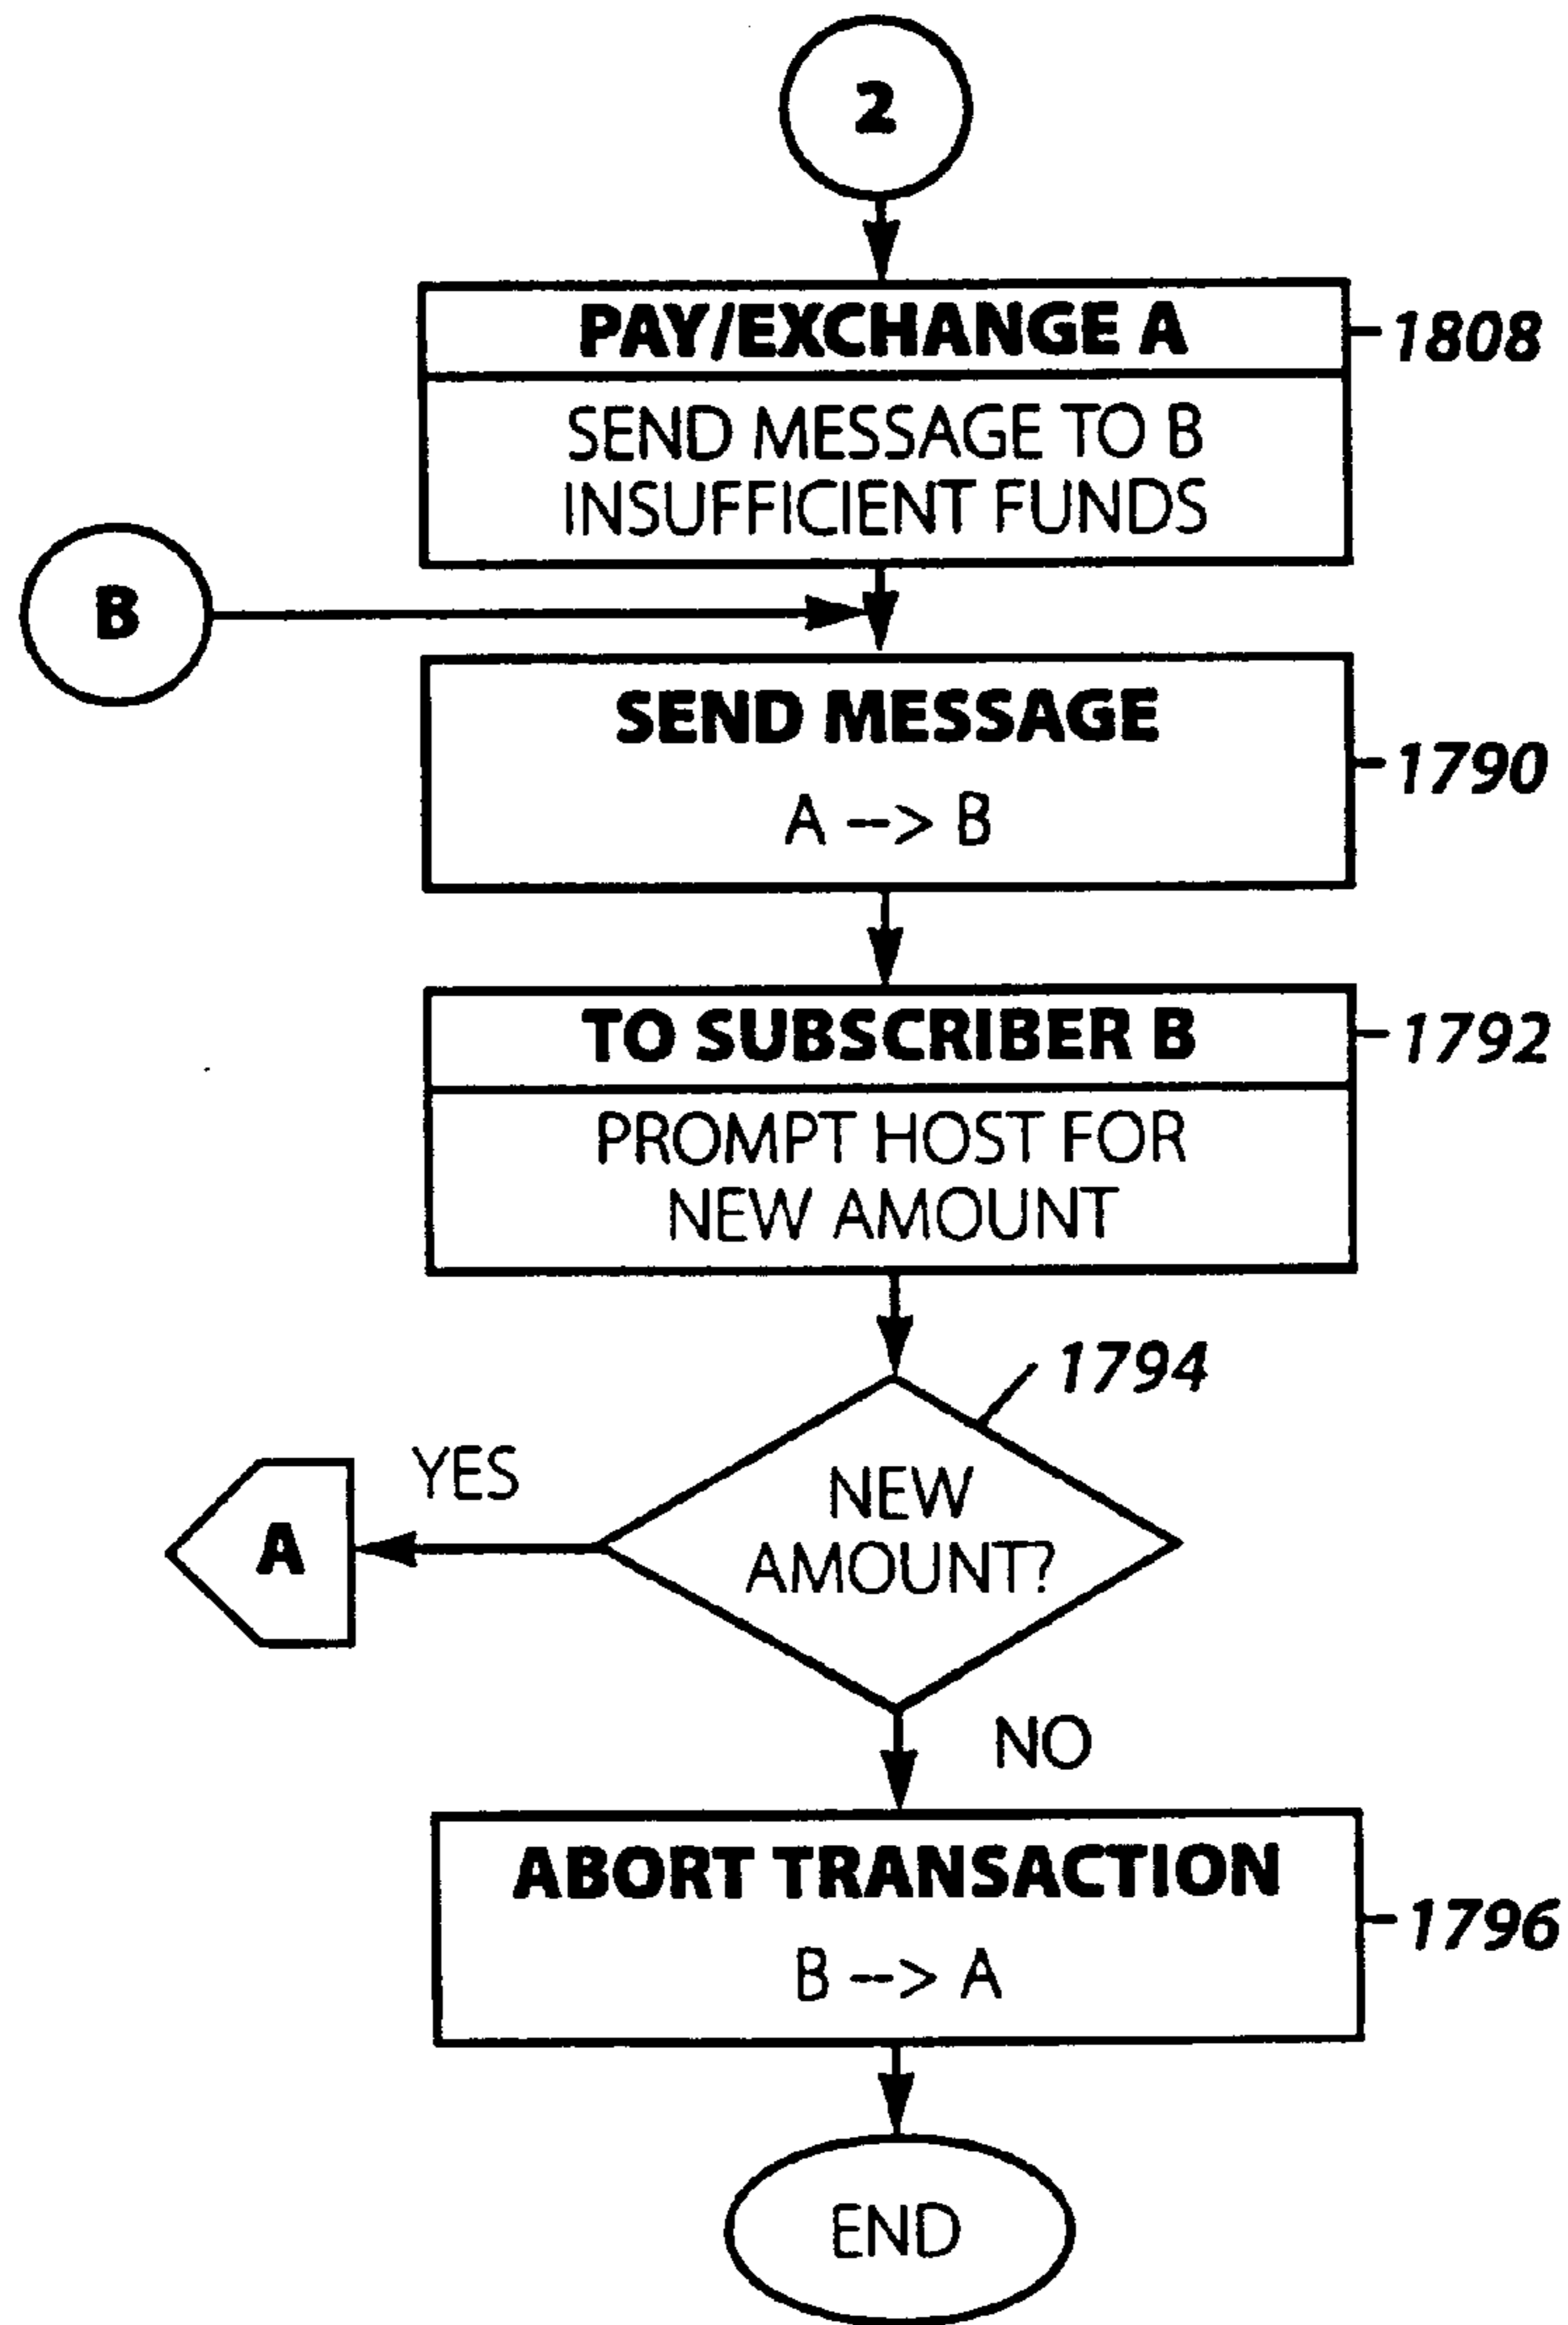 2
PAY/EXCHANGE A
1808
SEND MESSAGE TO B
INSUFFICIENT FUNDS
B
SEND MESSAGE
1790
A --> B
TO SUBSCRIBER B
1792
PROMPT HOST FOR
NEW AMOUNT
1794
YES
NEW
AMOUNT?
A
NO
ABORT TRANSACTION
1796
B --> A
END